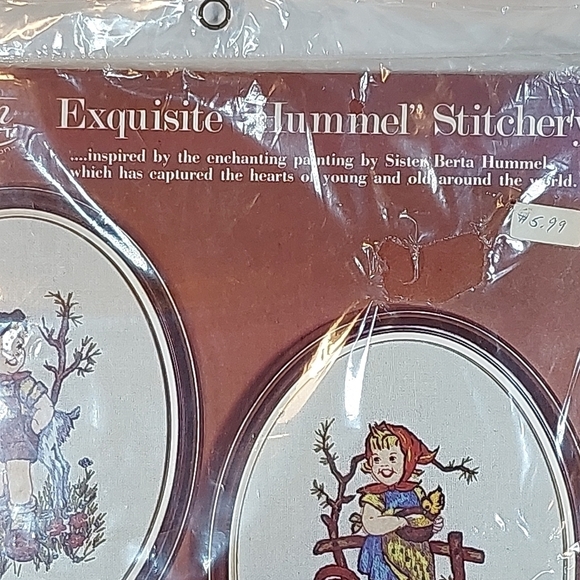 Exquisite "Hummel" Stitchery
....inspired by the enchanting painting by Sister Berta Hummel,
which has captured the hearts of young and old around the world.
$5.99